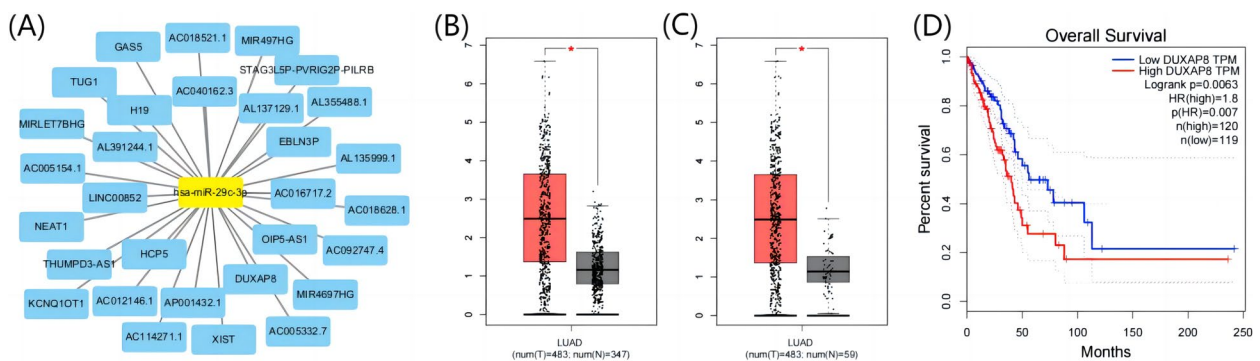 (A)
GAS5
AC018521.1
MIR497HG
TUG1
STAG3L5P-PVRIG2P-PILRB
AC040162.3
H19
AL137129.1
AL355488.1
MIRLET7BHG
EBLN3P
AL391244.1
AL135999.1
AC005154.1
hsa-miR-29c-3p
AC016717.2
LINC00852
AC018628.1
NEAT1
OIP5-AS1
AC092747.4
THUMPD3-AS1
HCP5
DUXAP8
KCNQ1OT1
AC012146.1
AP001432.1
MIR4697HG
AC114271.1
XIST
AC005332.7
(B)
7
6
5
4
3
2
1
0
*
LUAD
(num(T)=483; num(N)=347)
(C)
7
6
5
4
3
2
1
0
*
LUAD
(num(T)=483; num(N)=59)
(D)
Overall Survival
Low DUXAP8 TPM
High DUXAP8 TPM
Logrank p=0.0063
HR(high)=1.8
p(HR)=0.007
n(high)=120
n(low)=119
Percent survival
1.0
0.8
0.6
0.4
0.2
0.0
0 50 100 150 200 250
Months